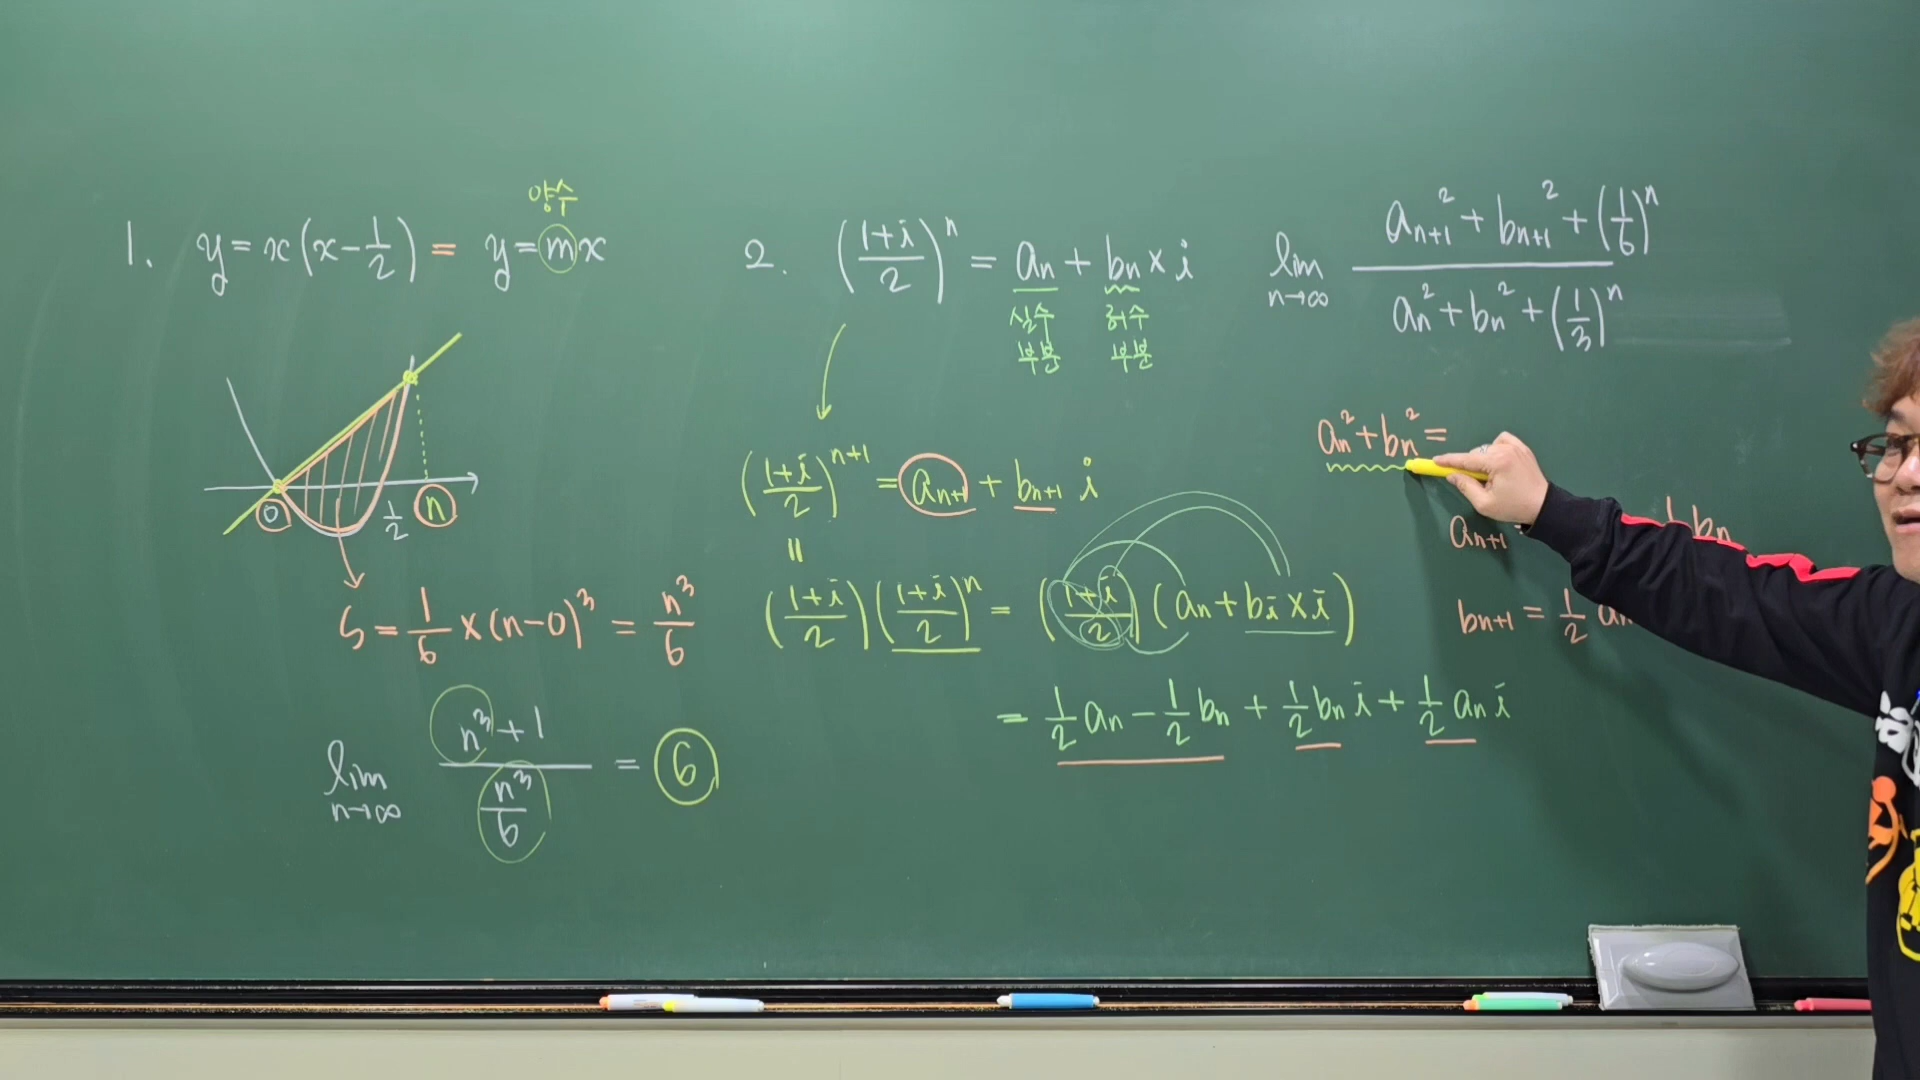 양수
1. y = x(x - 1/2) = y = mx
0 1/2 n
S = 1/6 × (n-0)³ = n³/6
lim n→∞ (n³+1)/(n³/6) = 6
2. ((1+i)/2)ⁿ = an + bn × i
실수 허수
부분 부분
((1+i)/2)ⁿ⁺¹ = an+1 + bn+1 i
=
((1+i)/2)((1+i)/2)ⁿ = ((1+i)/2)(an + bi × i)
= 1/2 an - 1/2 bn + 1/2 bn i + 1/2 an i
lim n→∞ (an+1² + bn+1² + (1/6)ⁿ)/(an² + bn² + (1/3)ⁿ)
an² + bn² =
an+1 bn
bn+1 = 1/2 an